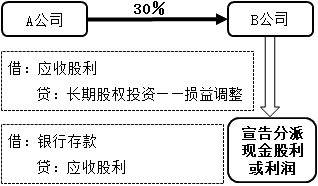 A公司
30%
B公司
借：应收股利
贷：长期股权投资——损益调整
借：银行存款
贷：应收股利
宣告分派
现金股利
或利润